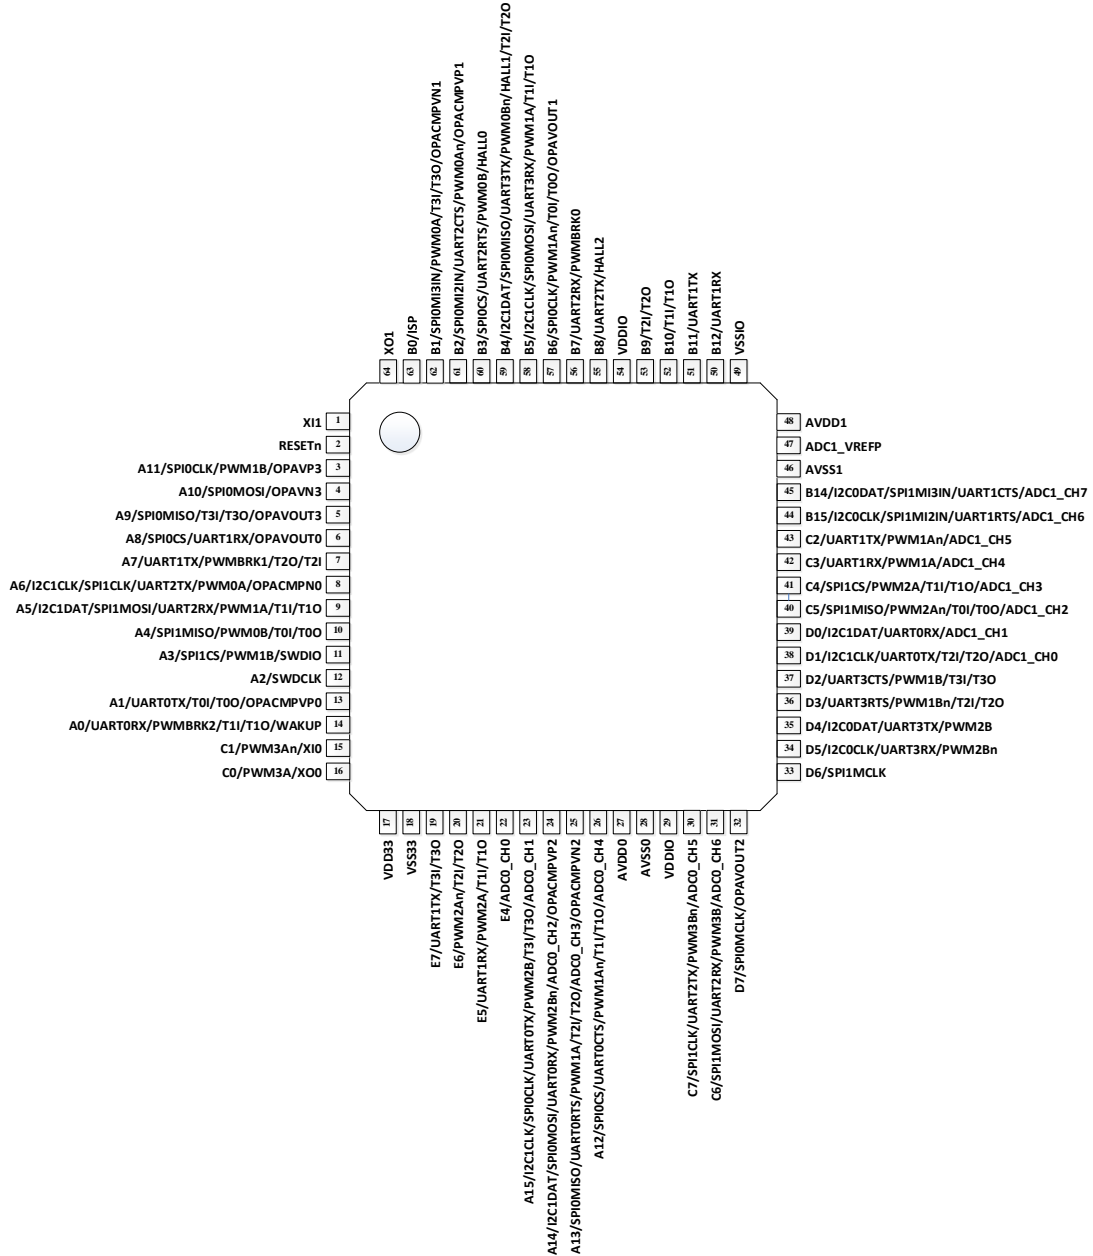 XO1
B0/ISP
B1/SPI0MI3IN/PWM0A/T3I/T3O/OPACMPVN1
B2/SPI0MI2IN/UART2CTS/PWM0An/OPACMPVP1
B3/SPI0CS/UART2RTS/PWM0B/HALL0
B4/I2C1DAT/SPI0MISO/UART3TX/PWM0Bn/HALL1/T2I/T2O
B5/I2C1CLK/SPI0MOSI/UART3RX/PWM1A/T1I/T1O
B6/SPI0CLK/PWM1An/T0I/T0O/OPAVOUT1
B7/UART2RX/PWMBRK0
B8/UART2TX/HALL2
VDDIO
B9/T2I/T2O
B10/T1I/T1O
B11/UART1TX
B12/UART1RX
VSSIO
64
63
62
61
60
59
58
57
56
55
54
53
52
51
50
49
XI1 1
RESETn 2
A11/SPI0CLK/PWM1B/OPAVP3 3
A10/SPI0MOSI/OPAVN3 4
A9/SPI0MISO/T3I/T3O/OPAVOUT3 5
A8/SPI0CS/UART1RX/OPAVOUT0 6
A7/UART1TX/PWMBRK1/T2O/T2I 7
A6/I2C1CLK/SPI1CLK/UART2TX/PWM0A/OPACMPN0 8
A5/I2C1DAT/SPI1MOSI/UART2RX/PWM1A/T1I/T1O 9
A4/SPI1MISO/PWM0B/T0I/T0O 10
A3/SPI1CS/PWM1B/SWDIO 11
A2/SWDCLK 12
A1/UART0TX/T0I/T0O/OPACMPVP0 13
A0/UART0RX/PWMBRK2/T1I/T1O/WAKUP 14
C1/PWM3An/XI0 15
C0/PWM3A/XO0 16
48 AVDD1
47 ADC1_VREFP
46 AVSS1
45 B14/I2C0DAT/SPI1MI3IN/UART1CTS/ADC1_CH7
44 B15/I2C0CLK/SPI1MI2IN/UART1RTS/ADC1_CH6
43 C2/UART1TX/PWM1An/ADC1_CH5
42 C3/UART1RX/PWM1A/ADC1_CH4
41 C4/SPI1CS/PWM2A/T1I/T1O/ADC1_CH3
40 C5/SPI1MISO/PWM2An/T0I/T0O/ADC1_CH2
39 D0/I2C1DAT/UART0RX/ADC1_CH1
38 D1/I2C1CLK/UART0TX/T2I/T2O/ADC1_CH0
37 D2/UART3CTS/PWM1B/T3I/T3O
36 D3/UART3RTS/PWM1Bn/T2I/T2O
35 D4/I2C0DAT/UART3TX/PWM2B
34 D5/I2C0CLK/UART3RX/PWM2Bn
33 D6/SPI1MCLK
17
18
19
20
21
22
23
24
25
26
27
28
29
30
31
32
VDD33
VSS33
E7/UART1TX/T3I/T3O
E6/PWM2An/T2I/T2O
E5/UART1RX/PWM2A/T1I/T1O
E4/ADC0_CH0
A15/I2C1CLK/SPI0CLK/UART0TX/PWM2B/T3I/T3O/ADC0_CH1
A14/I2C1DAT/SPI0MOSI/UART0RX/PWM2Bn/ADC0_CH2/OPACMPVP2
A13/SPI0MISO/UART0RTS/PWM1A/T2I/T2O/ADC0_CH3/OPACMPVN2
A12/SPI0CS/UART0CTS/PWM1An/T1I/T1O/ADC0_CH4
AVDD0
AVSS0
VDDIO
C7/SPI1CLK/UART2TX/PWM3Bn/ADC0_CH5
C6/SPI1MOSI/UART2RX/PWM3B/ADC0_CH6
D7/SPI0MCLK/OPAVOUT2